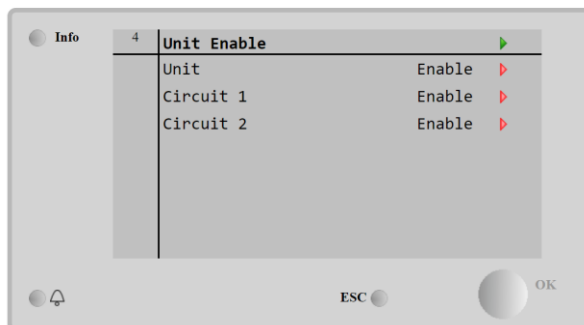 Info
4
Unit Enable
Unit Enable
Circuit 1 Enable
Circuit 2 Enable
ESC
OK